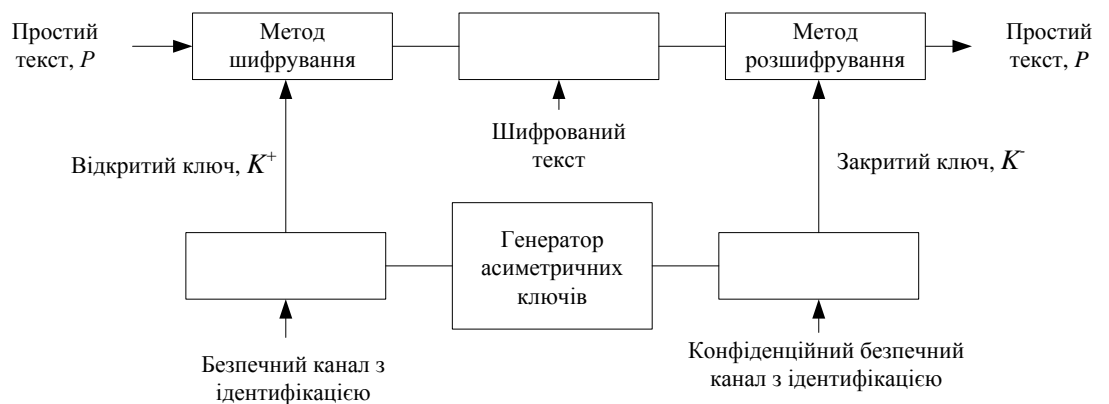 Простий
текст, P
Метод
шифрування
Метод
розшифрування
Простий
текст, P
Шифрований
текст
Відкритий ключ, K⁺
Закритий ключ, K⁻
Генератор
асиметричних
ключів
Безпечний канал з
ідентифікацією
Конфіденційний безпечний
канал з ідентифікацією